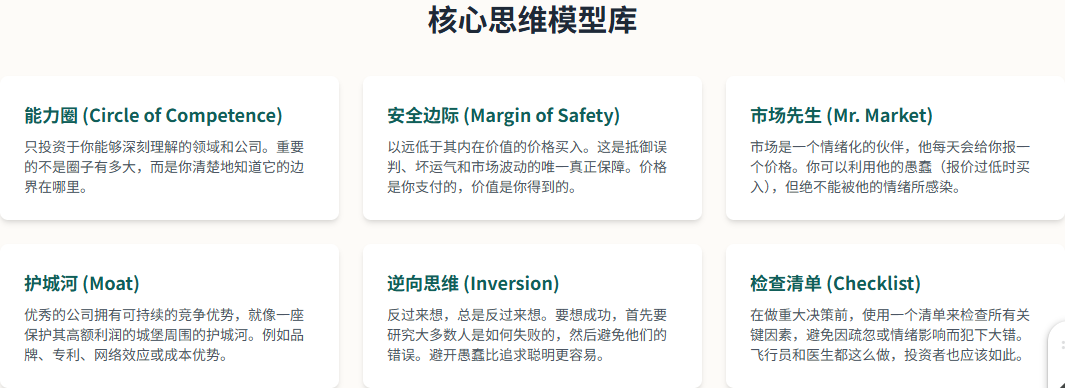 核心思维模型库
能力圈 (Circle of Competence)
只投资于你能够深刻理解的领域和公司。重要
的不是圈子有多大，而是你清楚地知道它的边
界在哪里。
安全边际 (Margin of Safety)
以远低于其内在价值的价格买入。这是抵御误
判、坏运气和市场波动的唯一真正保障。价格
是你支付的，价值是你得到的。
市场先生 (Mr. Market)
市场是一个情绪化的伙伴，他每天会给你报一
个价格。你可以利用他的愚蠢（报价过低时买
入），但绝不能被他的情绪所感染。
护城河 (Moat)
优秀的公司拥有可持续的竞争优势，就像一座
保护其高额利润的城堡周围的护城河。例如品
牌、专利、网络效应或成本优势。
逆向思维 (Inversion)
反过来想，总是反过来想。要想成功，首先要
研究大多数人是如何失败的，然后避免他们的
错误。避开愚蠢比追求聪明更容易。
检查清单 (Checklist)
在做重大决策前，使用一个清单来检查所有关
键因素，避免因疏忽或情绪影响而犯下大错。
飞行员和医生都这么做，投资者也应该如此。